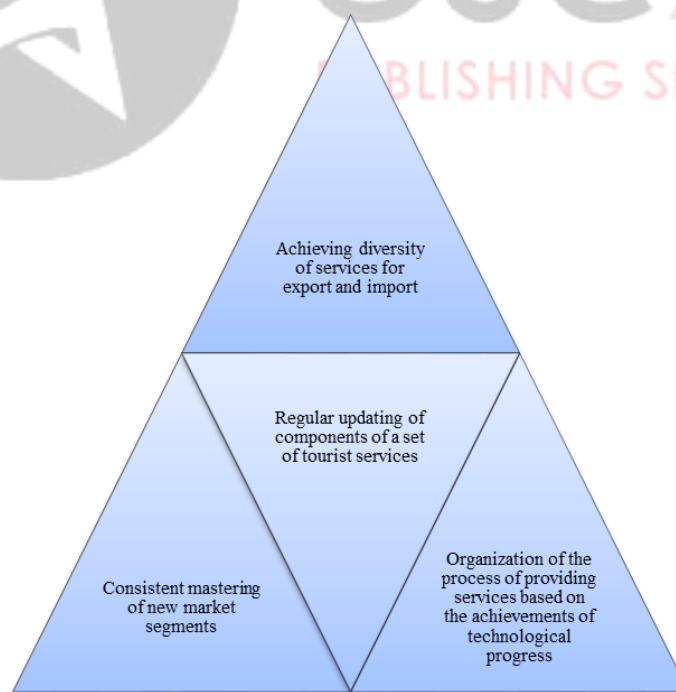 BLISHING S
Achieving diversity
of services for
export and import
Regular updating of
components of a set
of tourist services
Consistent mastering
of new market
segments
Organization of the
process of providing
services based on
the achievements of
technological
progress